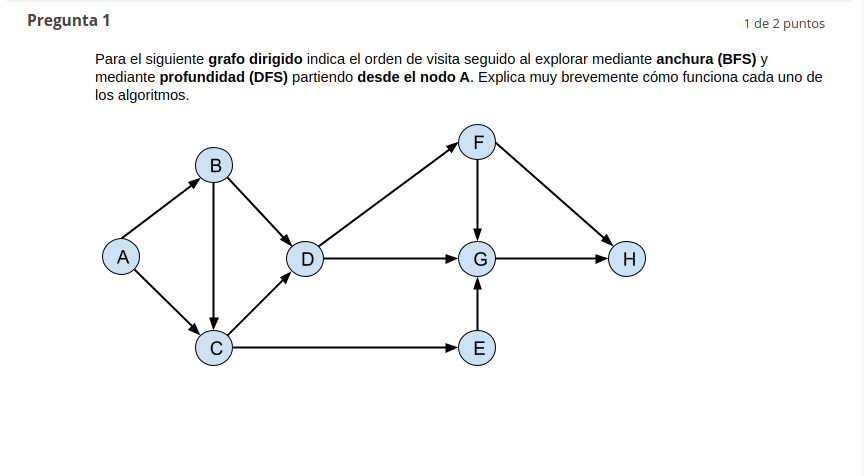 Pregunta 1
1 de 2 puntos
Para el siguiente grafo dirigido indica el orden de visita seguido al explorar mediante anchura (BFS) y
mediante profundidad (DFS) partiendo desde el nodo A. Explica muy brevemente cómo funciona cada uno de
los algoritmos.
F
B
A
D
G
H
C
E